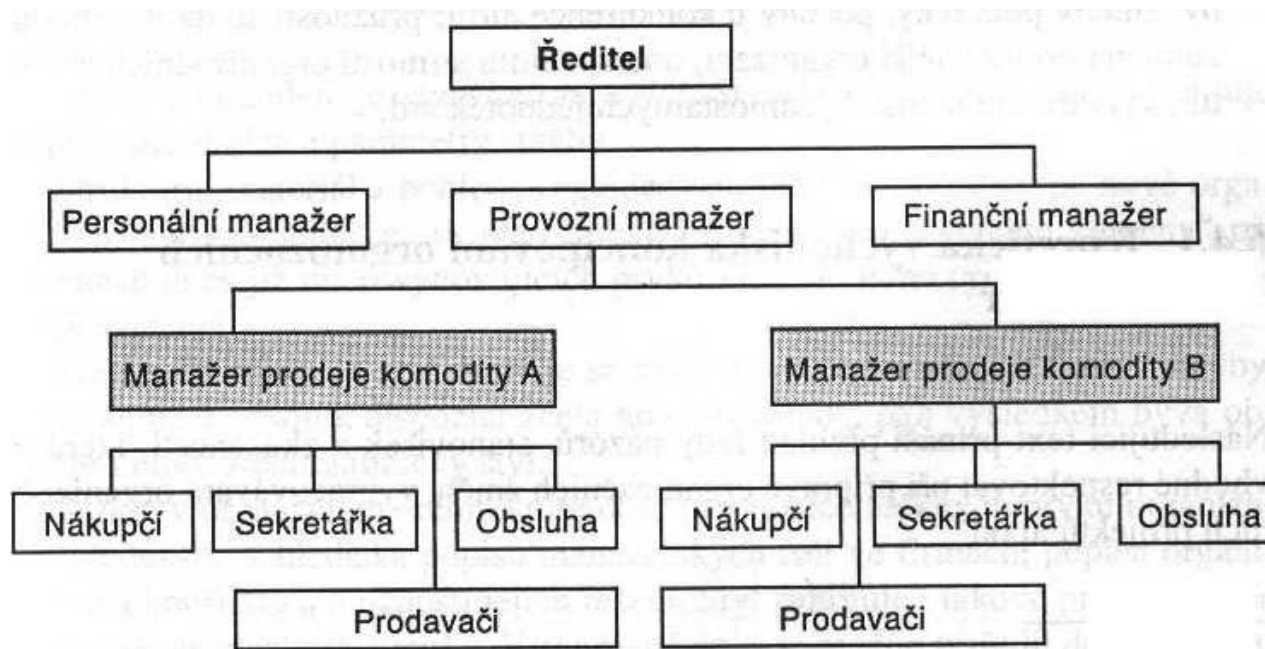 Ředitel
Personální manažer
Provozní manažer
Finanční manažer
Manažer prodeje komodity A
Manažer prodeje komodity B
Nákupčí
Sekretářka
Obsluha
Nákupčí
Sekretářka
Obsluha
Prodavači
Prodavači